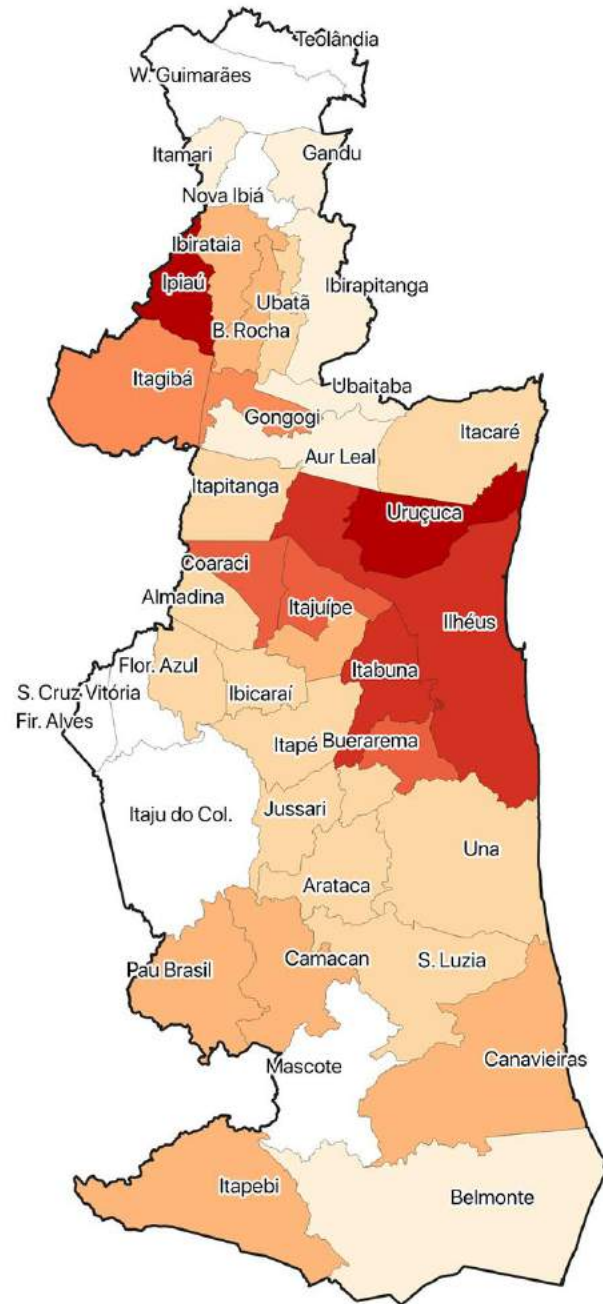 Teolândia
W. Guimarães
Itamari
Gandu
Nova Ibiá
Ibirataia
Ipiaú
Ubatã
Ibirapitanga
B. Rocha
Itagibá
Ubaitaba
Gongogi
Itacaré
Aur Leal
Itapitanga
Uruçuca
Coaraci
Almadina
Itajuípe
Ilhéus
Flor. Azul
Itabuna
S. Cruz Vitória
Ibicaraí
Fir. Alves
Itapé
Buerarema
Itaju do Col.
Jussari
Una
Arataca
Pau Brasil
Camacan
S. Luzia
Mascote
Canavieiras
Itapebi
Belmonte